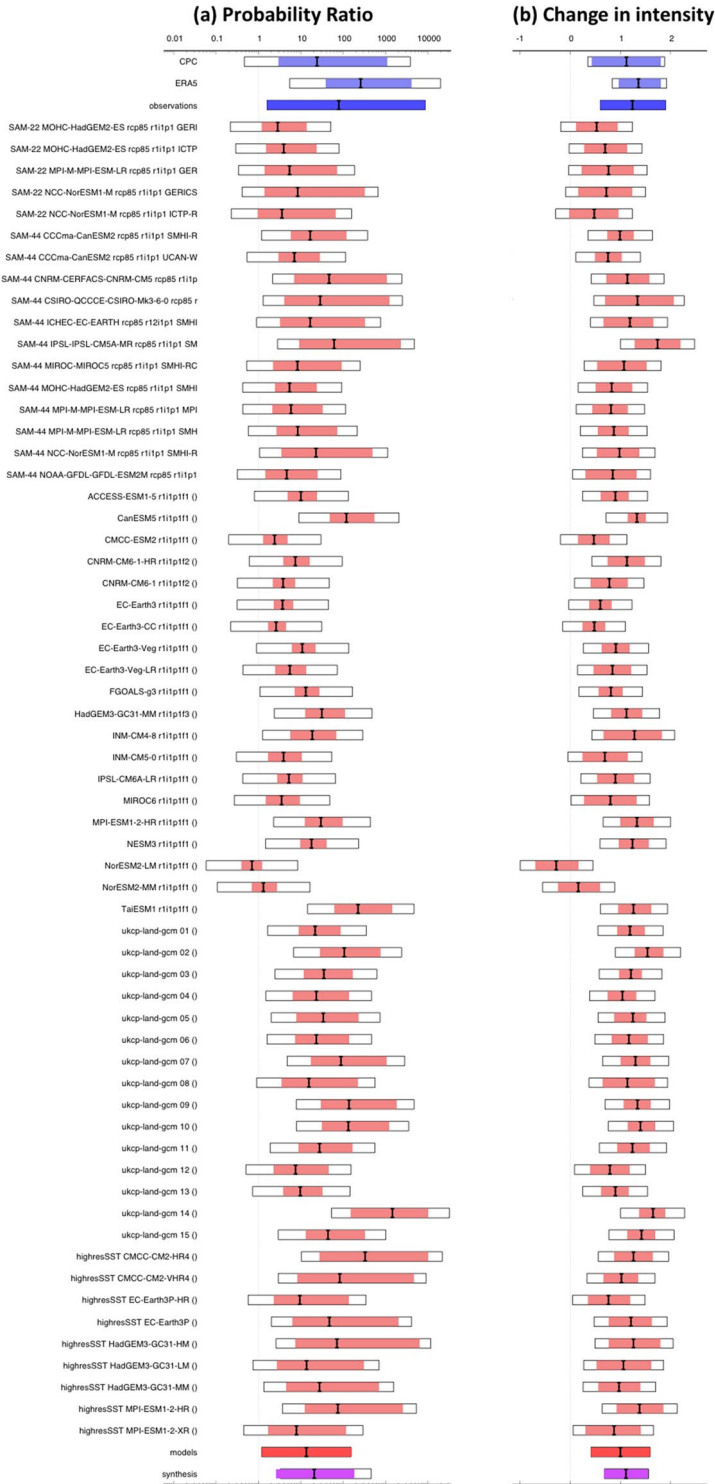 (a) Probability Ratio
(b) Change in intensity
0.01 0.1 1 10 100 1000 10000
-1 0 1 2
CPC
ERA5
observations
SAM-22 MOHC-HadGEM2-ES rcp85 r1i1p1 GERI
SAM-22 MOHC-HadGEM2-ES rcp85 r1i1p1 ICTP
SAM-22 MPI-M-MPI-ESM-LR rcp85 r1i1p1 GER
SAM-22 NCC-NorESM1-M rcp85 r1i1p1 GERICS
SAM-22 NCC-NorESM1-M rcp85 r1i1p1 ICTP-R
SAM-44 CCCma-CanESM2 rcp85 r1i1p1 SMHI-R
SAM-44 CCCma-CanESM2 rcp85 r1i1p1 UCAN-W
SAM-44 CNRM-CERFACS-CNRM-CM5 rcp85 r1i1p
SAM-44 CSIRO-QCCCE-CSIRO-Mk3-6-0 rcp85 r
SAM-44 ICHEC-EC-EARTH rcp85 r12i1p1 SMHI
SAM-44 IPSL-IPSL-CM5A-MR rcp85 r1i1p1 SM
SAM-44 MIROC-MIROC5 rcp85 r1i1p1 SMHI-RC
SAM-44 MOHC-HadGEM2-ES rcp85 r1i1p1 SMHI
SAM-44 MPI-M-MPI-ESM-LR rcp85 r1i1p1 MPI
SAM-44 MPI-M-MPI-ESM-LR rcp85 r1i1p1 SMH
SAM-44 NCC-NorESM1-M rcp85 r1i1p1 SMHI-R
SAM-44 NOAA-GFDL-GFDL-ESM2M rcp85 r1i1p1
ACCESS-ESM1-5 r1i1p1f1 ()
CanESM5 r1i1p1f1 ()
CMCC-ESM2 r1i1p1f1 ()
CNRM-CM6-1-HR r1i1p1f2 ()
CNRM-CM6-1 r1i1p1f2 ()
EC-Earth3 r1i1p1f1 ()
EC-Earth3-CC r1i1p1f1 ()
EC-Earth3-Veg r1i1p1f1 ()
EC-Earth3-Veg-LR r1i1p1f1 ()
FGOALS-g3 r1i1p1f1 ()
HadGEM3-GC31-MM r1i1p1f3 ()
INM-CM4-8 r1i1p1f1 ()
INM-CM5-0 r1i1p1f1 ()
IPSL-CM6A-LR r1i1p1f1 ()
MIROC6 r1i1p1f1 ()
MPI-ESM1-2-HR r1i1p1f1 ()
NESM3 r1i1p1f1 ()
NorESM2-LM r1i1p1f1 ()
NorESM2-MM r1i1p1f1 ()
TaiESM1 r1i1p1f1 ()
ukcp-land-gcm 01 ()
ukcp-land-gcm 02 ()
ukcp-land-gcm 03 ()
ukcp-land-gcm 04 ()
ukcp-land-gcm 05 ()
ukcp-land-gcm 06 ()
ukcp-land-gcm 07 ()
ukcp-land-gcm 08 ()
ukcp-land-gcm 09 ()
ukcp-land-gcm 10 ()
ukcp-land-gcm 11 ()
ukcp-land-gcm 12 ()
ukcp-land-gcm 13 ()
ukcp-land-gcm 14 ()
ukcp-land-gcm 15 ()
highresSST CMCC-CM2-HR4 ()
highresSST CMCC-CM2-VHR4 ()
highresSST EC-Earth3P-HR ()
highresSST EC-Earth3P ()
highresSST HadGEM3-GC31-HM ()
highresSST HadGEM3-GC31-LM ()
highresSST HadGEM3-GC31-MM ()
highresSST MPI-ESM1-2-HR ()
highresSST MPI-ESM1-2-XR ()
models
synthesis